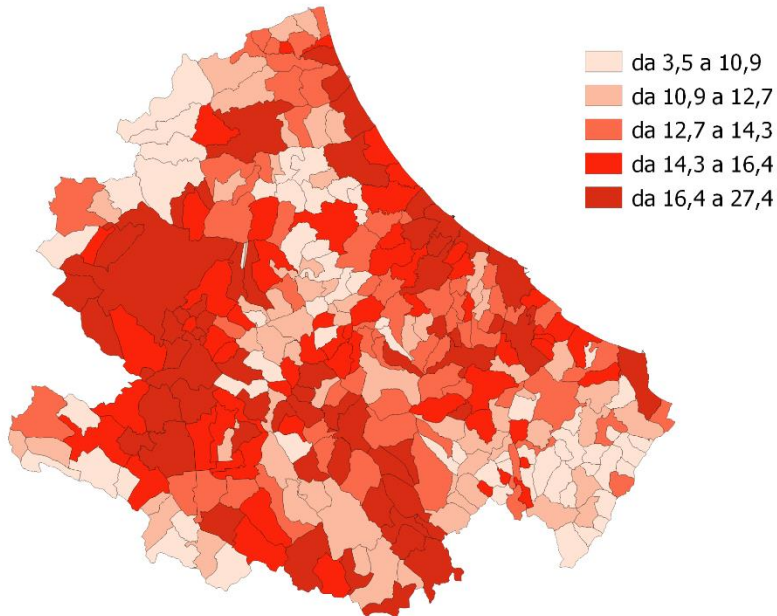 da 3,5 a 10,9
da 10,9 a 12,7
da 12,7 a 14,3
da 14,3 a 16,4
da 16,4 a 27,4